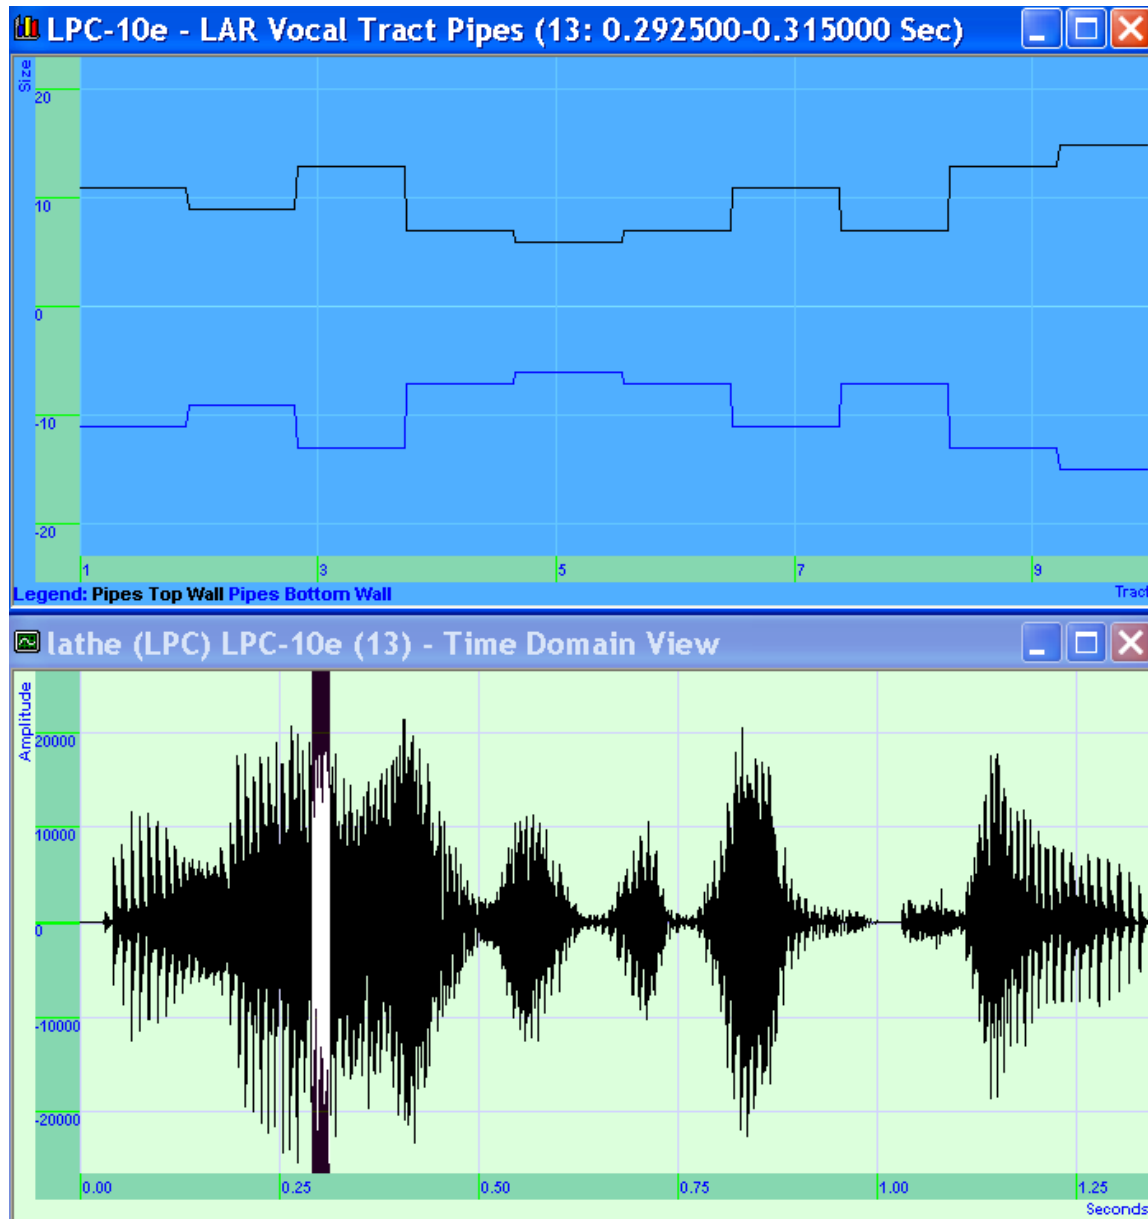 LPC-10e - LAR Vocal Tract Pipes (13: 0.292500-0.315000 Sec)
Size
20
10
0
-10
-20
1 3 5 7 9
Legend: Pipes Top Wall Pipes Bottom Wall Tract
lathe (LPC) LPC-10e (13) - Time Domain View
Amplitude
20000
10000
0
-10000
-20000
0.00 0.25 0.50 0.75 1.00 1.25
Seconds